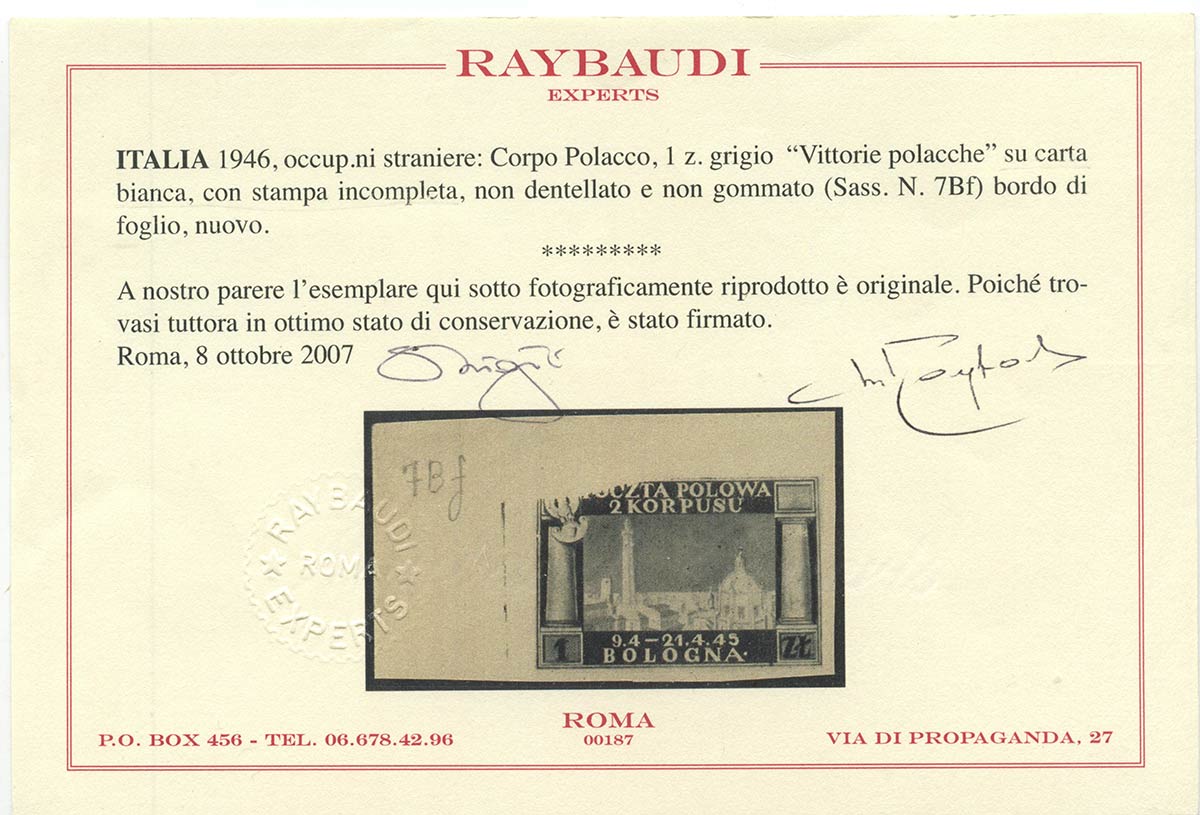 RAYBAUDI
EXPERTS
ITALIA 1946, occup.ni straniere: Corpo Polacco, 1 z. grigio “Vittorie polacche” su carta
bianca, con stampa incompleta, non dentellato e non gommato (Sass. N. 7Bf) bordo di
foglio, nuovo.
*********
A nostro parere l’esemplare qui sotto fotograficamente riprodotto è originale. Poiché tro-
vasi tuttora in ottimo stato di conservazione, è stato firmato.
Roma, 8 ottobre 2007
7Bf
OCZTA POLOWA
2 KORPUSU
9.4 – 21.4.45
1 BOLOGNA· Zł
RAYBAUDI
ROMA
EXPERTS
ROMA
00187
P.O. BOX 456 - TEL. 06.678.42.96
VIA DI PROPAGANDA, 27